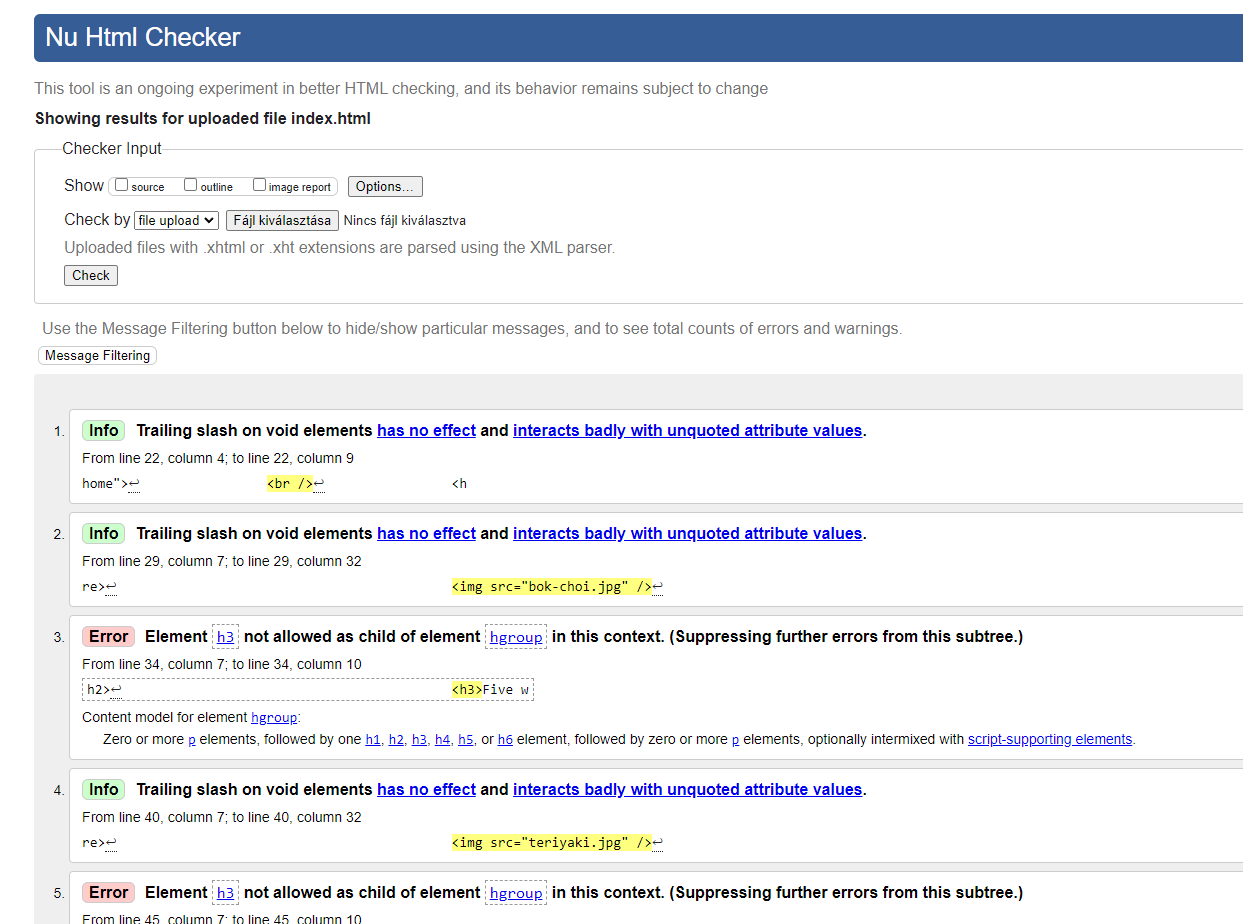 Nu Html Checker
This tool is an ongoing experiment in better HTML checking, and its behavior remains subject to change
Showing results for uploaded file index.html
Checker Input
Show source outline image report Options...
Check by file upload Fájl kiválasztása Nincs fájl kiválasztva
Uploaded files with .xhtml or .xht extensions are parsed using the XML parser.
Check
Use the Message Filtering button below to hide/show particular messages, and to see total counts of errors and warnings.
Message Filtering
1. Info Trailing slash on void elements has no effect and interacts badly with unquoted attribute values.
From line 22, column 4; to line 22, column 9
home">↩ <br />↩ <h
2. Info Trailing slash on void elements has no effect and interacts badly with unquoted attribute values.
From line 29, column 7; to line 29, column 32
re>↩ <img src="bok-choi.jpg" />↩
3. Error Element h3 not allowed as child of element hgroup in this context. (Suppressing further errors from this subtree.)
From line 34, column 7; to line 34, column 10
h2>↩ <h3>Five w
Content model for element hgroup:
Zero or more p elements, followed by one h1, h2, h3, h4, h5, or h6 element, followed by zero or more p elements, optionally intermixed with script-supporting elements.
4. Info Trailing slash on void elements has no effect and interacts badly with unquoted attribute values.
From line 40, column 7; to line 40, column 32
re>↩ <img src="teriyaki.jpg" />↩
5. Error Element h3 not allowed as child of element hgroup in this context. (Suppressing further errors from this subtree.)
From line 45, column 7; to line 45, column 10